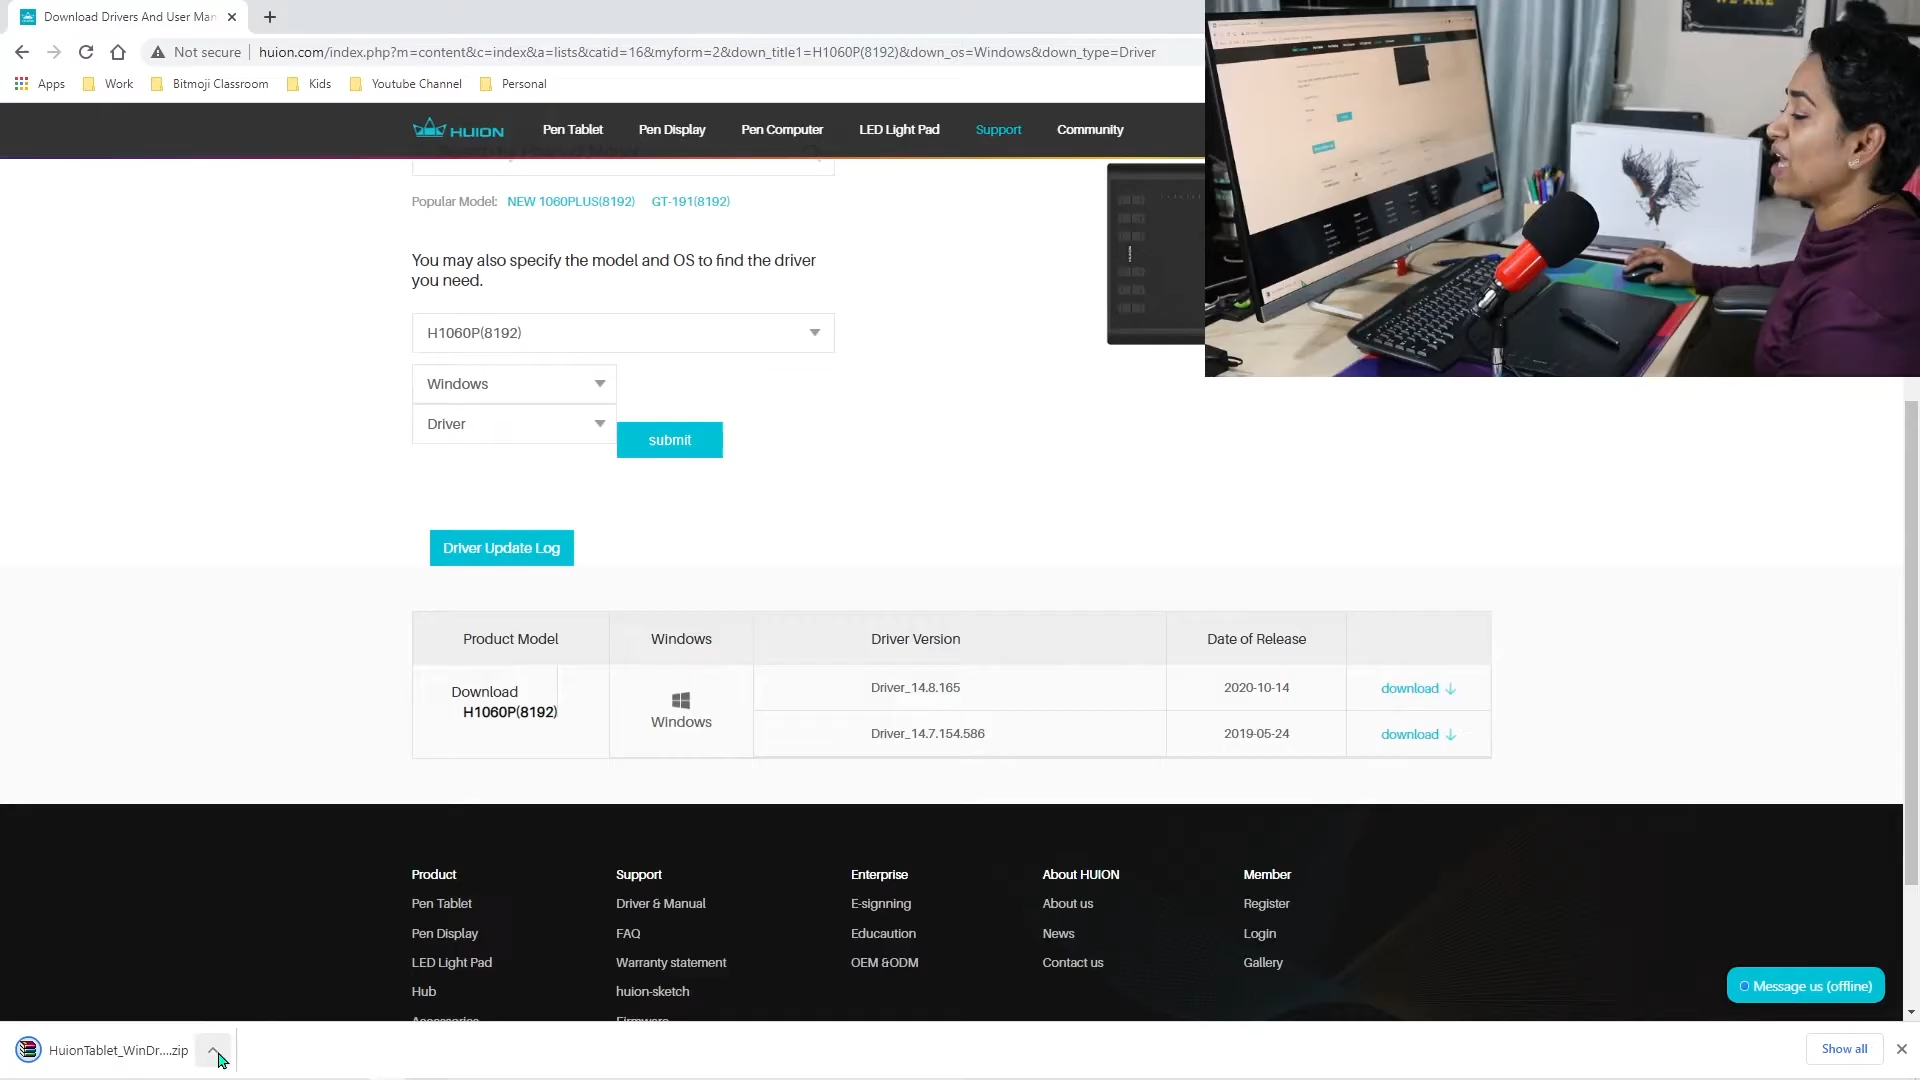 Download Drivers And User Man
Not secure
huion.com/index.php?m=content&c=index&a=lists&catid=16&myform=2&down_title1=H1060P(8192)&down_os=Windows&down_type=Driver
Apps
Work
Bitmoji Classroom
Kids
Youtube Channel
Personal
HUION
Pen Tablet
Pen Display
Pen Computer
LED Light Pad
Support
Community
WE ARE
Popular Model:
NEW 1060PLUS(8192)
GT-191(8192)
You may also specify the model and OS to find the driver
you need.
H1060P(8192)
Windows
Driver
submit
Driver Update Log
Product Model
Windows
Driver Version
Date of Release
Download
H1060P(8192)
Windows
Driver_14.8.165
2020-10-14
download
Driver_14.7.154.586
2019-05-24
download
Product
Support
Enterprise
About HUION
Member
Pen Tablet
Driver & Manual
E-signning
About us
Register
Pen Display
FAQ
Educaution
News
Login
LED Light Pad
Warranty statement
OEM &ODM
Contact us
Gallery
Hub
huion-sketch
Message us (offline)
HuionTablet_WinDr....zip
Show all